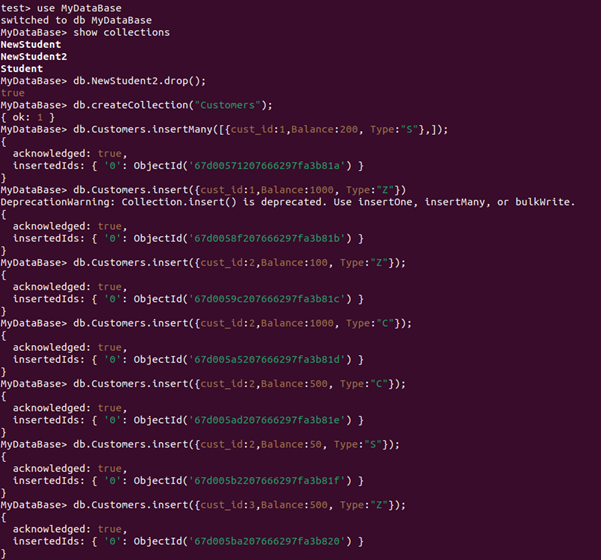 test> use MyDataBase
switched to db MyDataBase
MyDataBase> show collections
NewStudent
NewStudent2
Student
MyDataBase> db.NewStudent2.drop();
true
MyDataBase> db.createCollection("Customers");
{ ok: 1 }
MyDataBase> db.Customers.insertMany([{cust_id:1,Balance:200, Type:"S"},]);
{
  acknowledged: true,
  insertedIds: { '0': ObjectId('67d00571207666297fa3b81a') }
}
MyDataBase> db.Customers.insert({cust_id:1,Balance:1000, Type:"Z"})
DeprecationWarning: Collection.insert() is deprecated. Use insertOne, insertMany, or bulkWrite.
{
  acknowledged: true,
  insertedIds: { '0': ObjectId('67d0058f207666297fa3b81b') }
}
MyDataBase> db.Customers.insert({cust_id:2,Balance:100, Type:"Z"});
{
  acknowledged: true,
  insertedIds: { '0': ObjectId('67d0059c207666297fa3b81c') }
}
MyDataBase> db.Customers.insert({cust_id:2,Balance:1000, Type:"C"});
{
  acknowledged: true,
  insertedIds: { '0': ObjectId('67d005a5207666297fa3b81d') }
}
MyDataBase> db.Customers.insert({cust_id:2,Balance:500, Type:"C"});
{
  acknowledged: true,
  insertedIds: { '0': ObjectId('67d005ad207666297fa3b81e') }
}
MyDataBase> db.Customers.insert({cust_id:2,Balance:50, Type:"S"});
{
  acknowledged: true,
  insertedIds: { '0': ObjectId('67d005b2207666297fa3b81f') }
}
MyDataBase> db.Customers.insert({cust_id:3,Balance:500, Type:"Z"});
{
  acknowledged: true,
  insertedIds: { '0': ObjectId('67d005ba207666297fa3b820') }
}